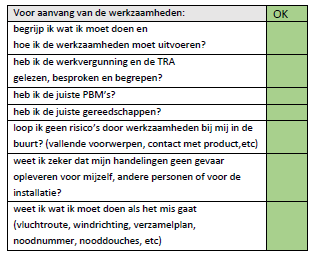 Voor aanvang van de werkzaamheden: OK
begrijp ik wat ik moet doen en
hoe ik de werkzaamheden moet uitvoeren?
heb ik de werkvergunning en de TRA
gelezen, besproken en begrepen?
heb ik de juiste PBM's?
heb ik de juiste gereedschappen?
loop ik geen risico's door werkzaamheden bij mij in de
buurt? (vallende voorwerpen, contact met product,etc)
weet ik zeker dat mijn handelingen geen gevaar
opleveren voor mijzelf, andere personen of voor de
installatie?
weet ik wat ik moet doen als het mis gaat
(vluchtroute, windrichting, verzamelplan,
noodnummer, nooddouches, etc)